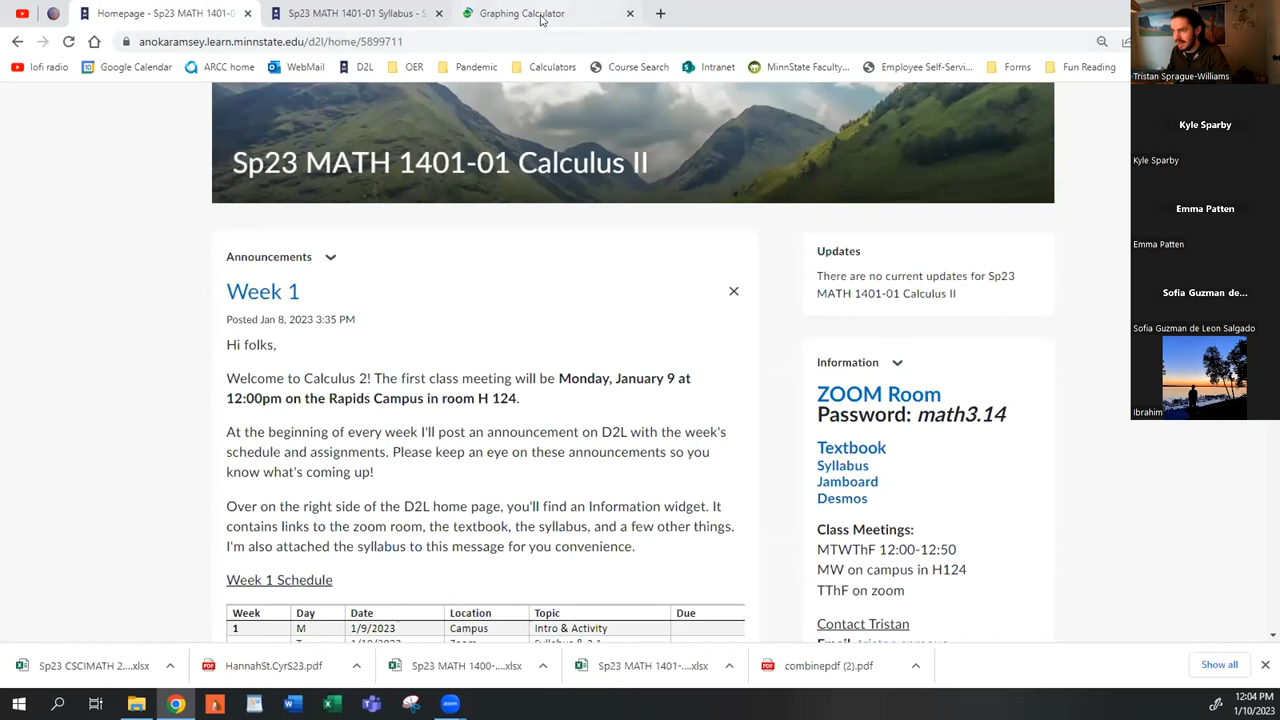 Homepage - Sp23 MATH 1401-0
Sp23 MATH 1401-01 Syllabus - S
Graphing Calculator
anokaramsey.learn.minnstate.edu/d2l/home/5899711
lofi radio
Google Calendar
ARCC home
WebMail
D2L
OER
Pandemic
Calculators
Course Search
Intranet
MinnState Faculty...
Employee Self-Servi...
Forms
Fun Reading
Sp23 MATH 1401-01 Calculus II
Announcements
Week 1
Posted Jan 8, 2023 3:35 PM
Hi folks,
Welcome to Calculus 2! The first class meeting will be Monday, January 9 at
12:00pm on the Rapids Campus in room H 124.
At the beginning of every week I'll post an announcement on D2L with the week's
schedule and assignments. Please keep an eye on these announcements so you
know what's coming up!
Over on the right side of the D2L home page, you'll find an Information widget. It
contains links to the zoom room, the textbook, the syllabus, and a few other things.
I'm also attached the syllabus to this message for you convenience.
Week 1 Schedule
Week Day Date Location Topic Due
1 M 1/9/2023 Campus Intro & Activity
Updates
There are no current updates for Sp23
MATH 1401-01 Calculus II
Information
ZOOM Room
Password: math3.14
Textbook
Syllabus
Jamboard
Desmos
Class Meetings:
MTWThF 12:00-12:50
MW on campus in H124
TThF on zoom
Contact Tristan
Tristan Sprague-Williams
Kyle Sparby
Kyle Sparby
Emma Patten
Emma Patten
Sofia Guzman de...
Sofia Guzman de Leon Salgado
Ibrahim
Sp23 CSCIMATH 2....xlsx
HannahSt.CyrS23.pdf
Sp23 MATH 1400-....xlsx
Sp23 MATH 1401-....xlsx
combinepdf (2).pdf
Show all
12:04 PM
1/10/2023